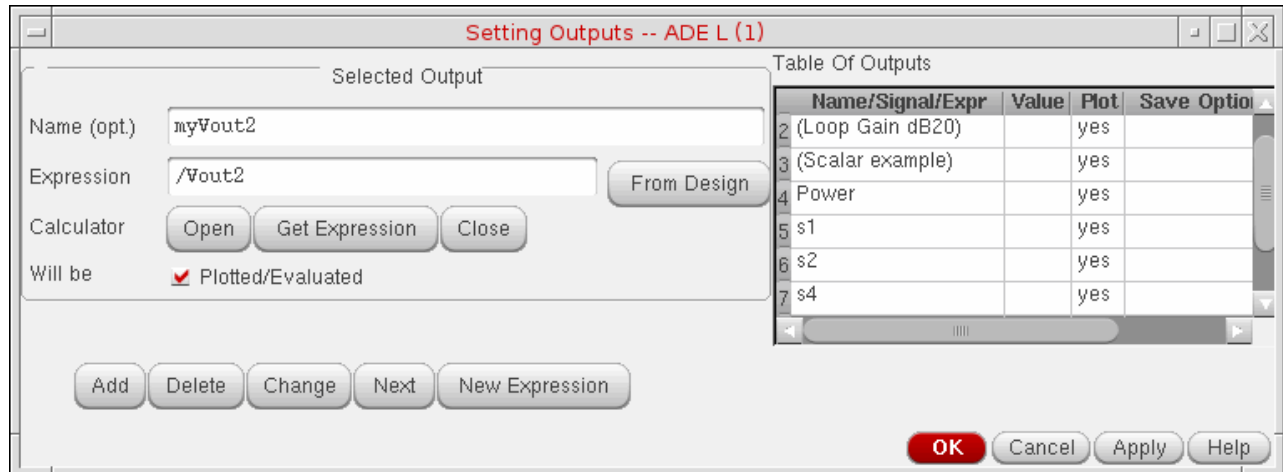 Setting Outputs -- ADE L (1)
Selected Output
Name (opt.) myVout2
Expression /Vout2 From Design
Calculator Open Get Expression Close
Will be Plotted/Evaluated
Add Delete Change Next New Expression
Table Of Outputs
Name/Signal/Expr Value Plot Save Optio
2 (Loop Gain dB20) yes
3 (Scalar example) yes
4 Power yes
5 s1 yes
6 s2 yes
7 s4 yes
OK Cancel Apply Help